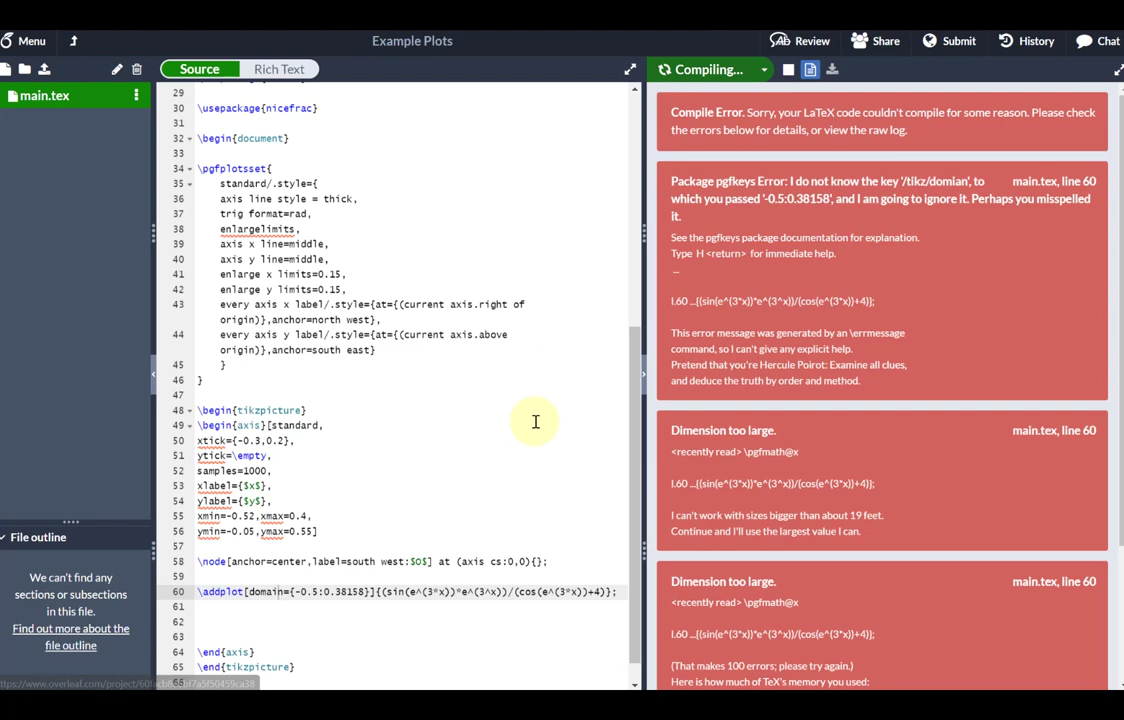 Menu
Example Plots
Review
Share
Submit
History
Chat
Source
Rich Text
Compiling...
main.tex
29
30 \usepackage{nicefrac}
31
32 \begin{document}
33
34 \pgfplotsset{
35 standard/.style={
36 axis line style = thick,
37 trig format=rad,
38 enlargelimits,
39 axis x line=middle,
40 axis y line=middle,
41 enlarge x limits=0.15,
42 enlarge y limits=0.15,
43 every axis x label/.style={at={(current axis.right of
origin)},anchor=north west},
44 every axis y label/.style={at={(current axis.above
origin)},anchor=south east}
45 }
46 }
47
48 \begin{tikzpicture}
49 \begin{axis}[standard,
50 xtick={-0.3,0.2},
51 ytick=\empty,
52 samples=1000,
53 xlabel={$x$},
54 ylabel={$y$},
55 xmin=-0.52,xmax=0.4,
56 ymin=-0.05,ymax=0.55]
57
58 \node[anchor=center,label=south west:$O$] at (axis cs:0,0){};
59
60 \addplot[domain={-0.5:0.38158}]{(sin(e^(3*x))*e^(3^x))/(cos(e^(3*x))+4)};
61
62
63
64 \end{axis}
65 \end{tikzpicture}
66
File outline
We can't find any
sections or subsections
in this file.
Find out more about the
file outline
Compile Error. Sorry, your LaTeX code couldn't compile for some reason. Please check
the errors below for details, or view the raw log.
Package pgfkeys Error: I do not know the key '/tikz/domian', to
main.tex, line 60
which you passed '-0.5:0.38158', and I am going to ignore it. Perhaps you misspelled
it.
See the pgfkeys package documentation for explanation.
Type H <return> for immediate help.
...
l.60 ...{(sin(e^(3*x))*e^(3^x))/(cos(e^(3*x))+4)};
This error message was generated by an \errmessage
command, so I can't give any explicit help.
Pretend that you're Hercule Poirot: Examine all clues,
and deduce the truth by order and method.
Dimension too large.
main.tex, line 60
<recently read> \pgfmath@x
l.60 ...{(sin(e^(3*x))*e^(3^x))/(cos(e^(3*x))+4)};
I can't work with sizes bigger than about 19 feet.
Continue and I'll use the largest value I can.
Dimension too large.
main.tex, line 60
<recently read> \pgfmath@x
l.60 ...{(sin(e^(3*x))*e^(3^x))/(cos(e^(3*x))+4)};
(That makes 100 errors; please try again.)
Here is how much of TeX's memory you used: